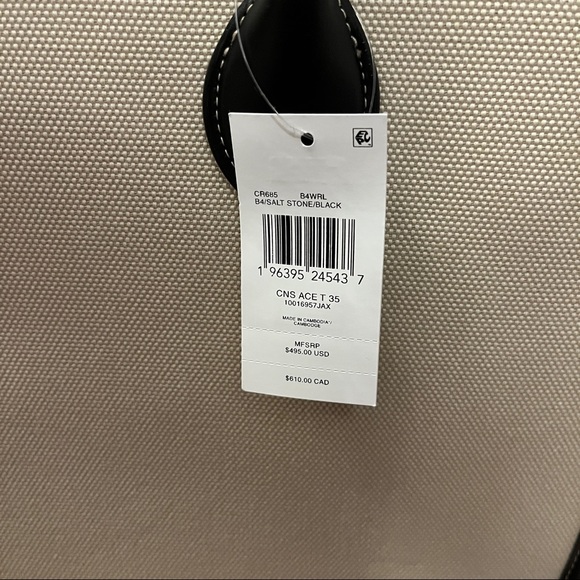 CR685 B4WRL
B4/SALT STONE/BLACK
1 96395 24543 7
CNS ACE T 35
10016957JAX
MADE IN CAMBODIA/
CAMBODGE
MFSRP
$495.00 USD
$610.00 CAD